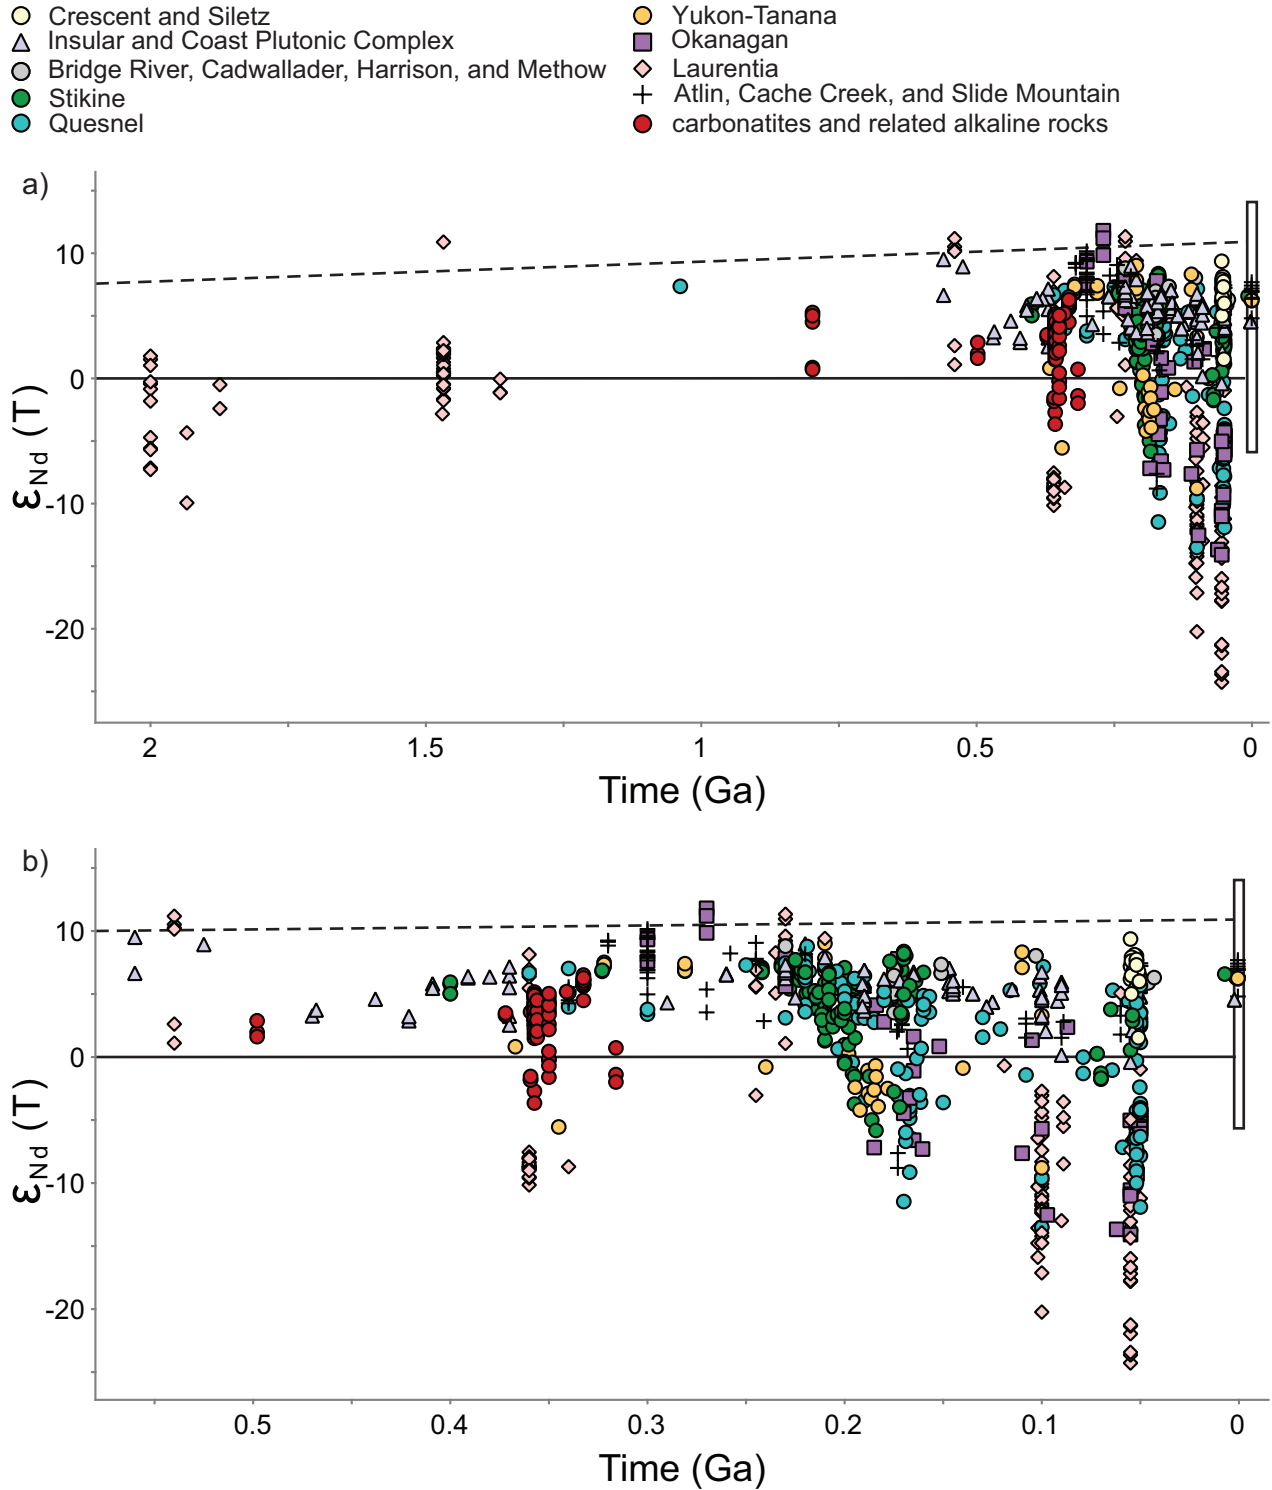 Crescent and Siletz
Insular and Coast Plutonic Complex
Bridge River, Cadwallader, Harrison, and Methow
Stikine
Quesnel
Yukon-Tanana
Okanagan
Laurentia
Atlin, Cache Creek, and Slide Mountain
carbonatites and related alkaline rocks
a)
10
0
-10
-20
εNd (T)
2
1.5
1
0.5
0
Time (Ga)
b)
10
0
-10
-20
εNd (T)
0.5
0.4
0.3
0.2
0.1
0
Time (Ga)